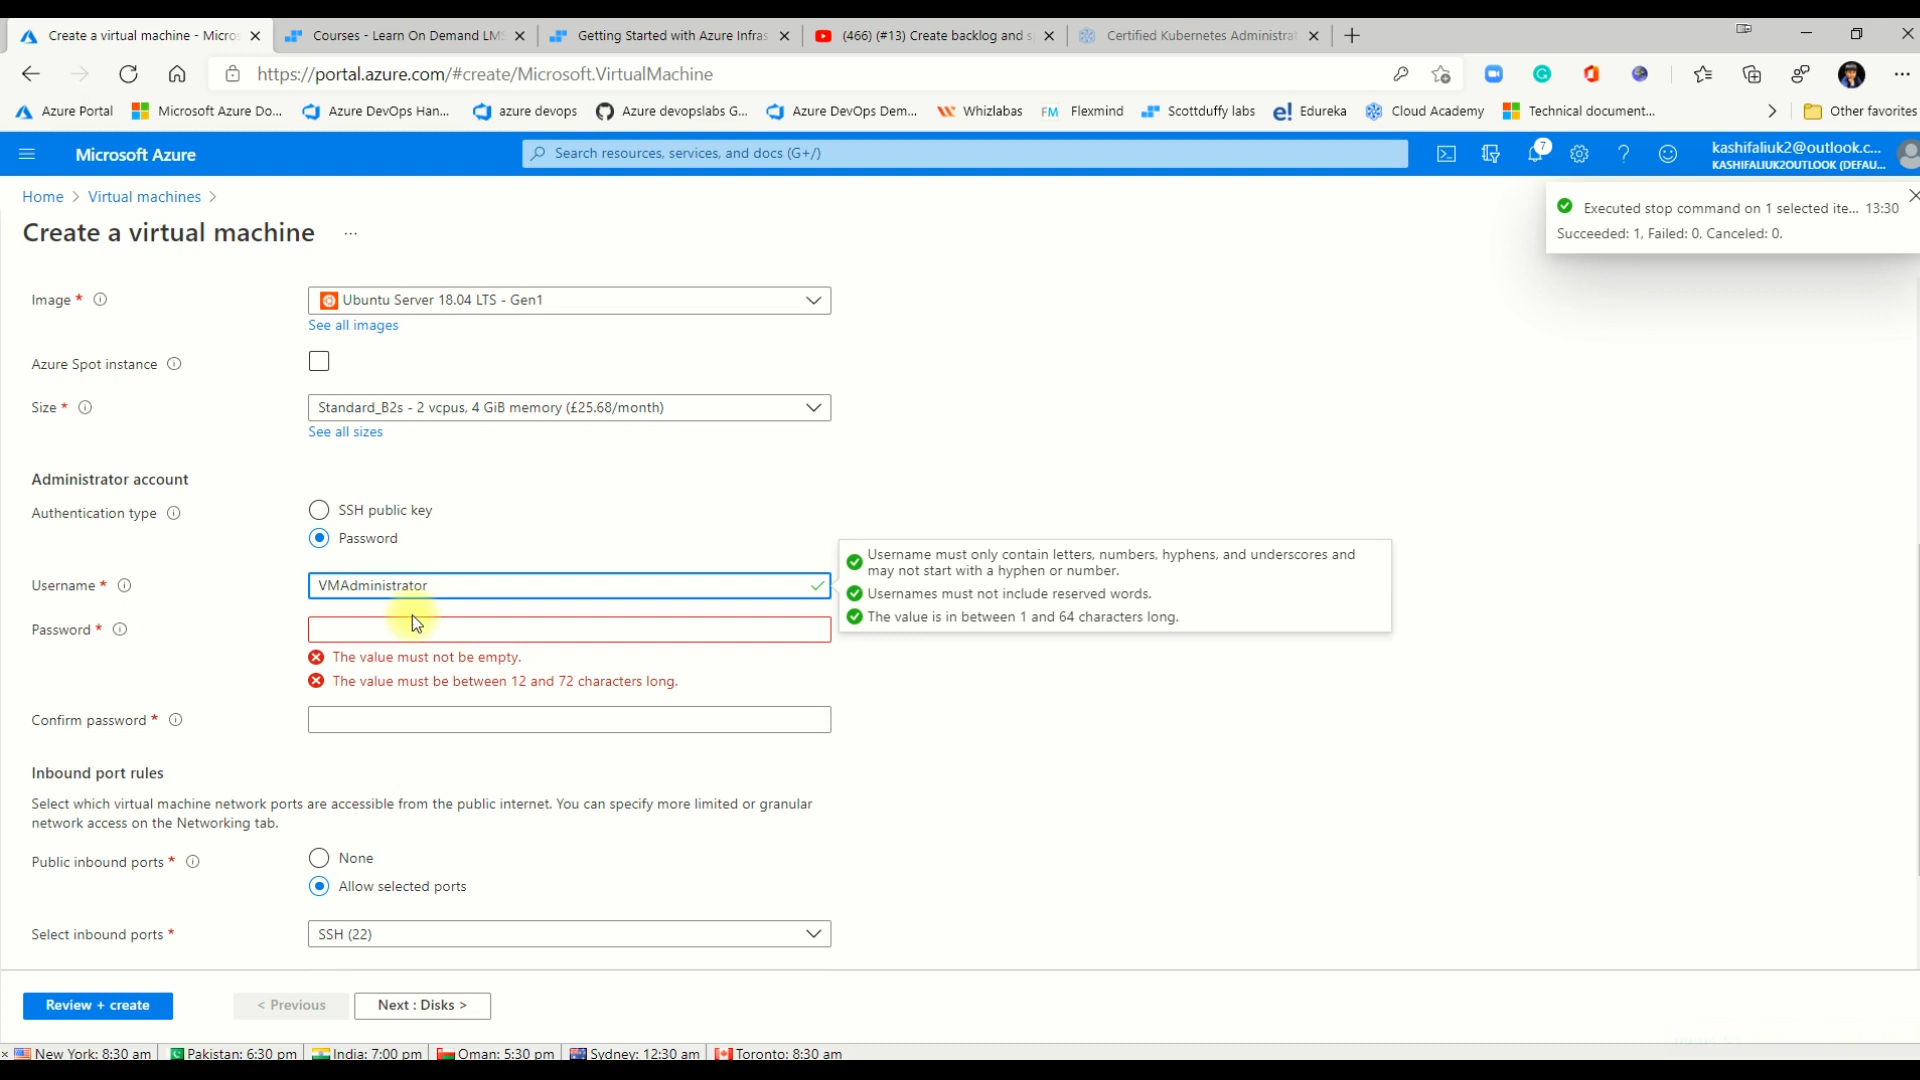 Create a virtual machine - Micros
Courses - Learn On Demand LMS
Getting Started with Azure Infras
(466) (#13) Create backlog and s
Certified Kubernetes Administrat
https://portal.azure.com/#create/Microsoft.VirtualMachine
Azure Portal
Microsoft Azure Do...
Azure DevOps Han...
azure devops
Azure devopslabs G...
Azure DevOps Dem...
Whizlabs
FM Flexmind
Scottduffy labs
e! Edureka
Cloud Academy
Technical document...
Other favorites
Microsoft Azure
Search resources, services, and docs (G+/)
7
kashifaliuk2@outlook.c...
KASHIFALIUK2OUTLOOK (DEFAU...
Home > Virtual machines >
Create a virtual machine ...
Executed stop command on 1 selected ite... 13:30
Succeeded: 1, Failed: 0, Canceled: 0.
Image *
Ubuntu Server 18.04 LTS - Gen1
See all images
Azure Spot instance
Size *
Standard_B2s - 2 vcpus, 4 GiB memory (£25.68/month)
See all sizes
Administrator account
Authentication type
SSH public key
Password
Username *
VMAdministrator
Username must only contain letters, numbers, hyphens, and underscores and
may not start with a hyphen or number.
Usernames must not include reserved words.
The value is in between 1 and 64 characters long.
Password *
The value must not be empty.
The value must be between 12 and 72 characters long.
Confirm password *
Inbound port rules
Select which virtual machine network ports are accessible from the public internet. You can specify more limited or granular
network access on the Networking tab.
Public inbound ports *
None
Allow selected ports
Select inbound ports *
SSH (22)
Review + create
< Previous
Next : Disks >
New York: 8:30 am
Pakistan: 6:30 pm
India: 7:00 pm
Oman: 5:30 pm
Sydney: 12:30 am
Toronto: 8:30 am